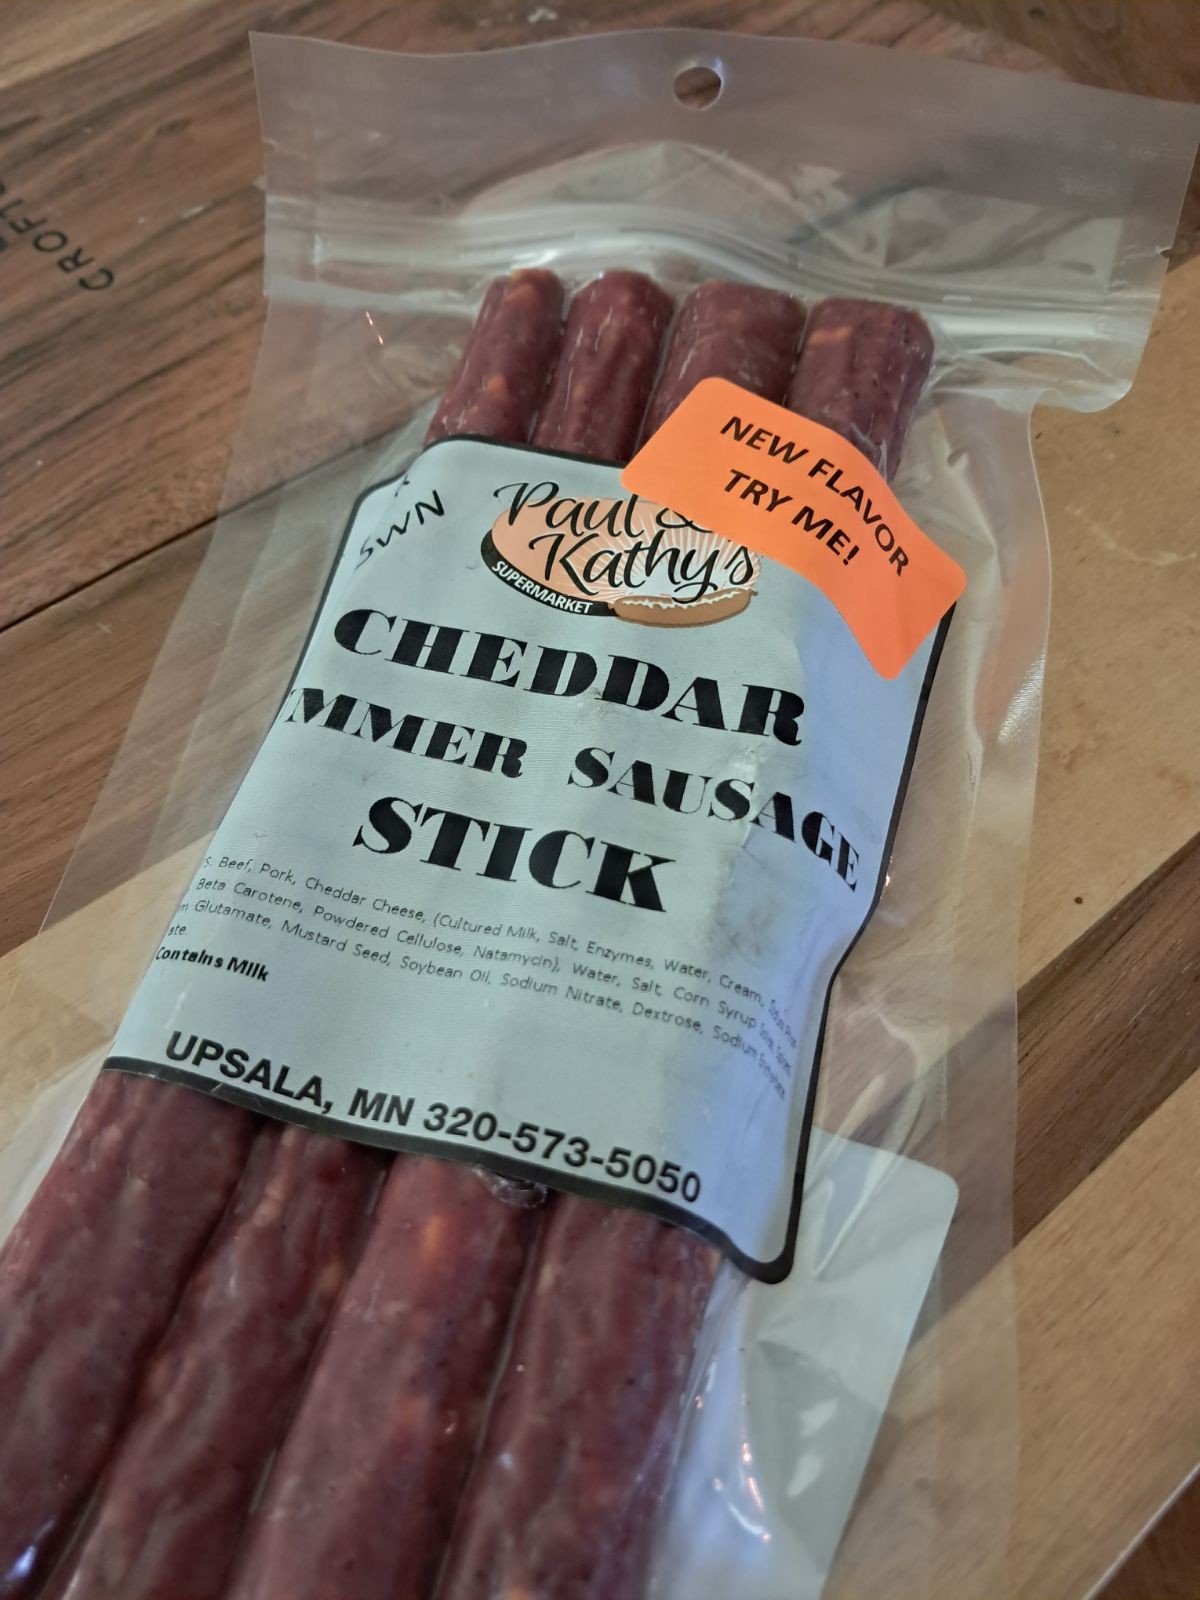 CROFT
NEW FLAVOR
TRY ME!
SWN
Paul &
Kathy's
SUPERMARKET
CHEDDAR
MMER SAUSAGE
STICK
s: Beef, Pork, Cheddar Cheese, (Cultured Milk, Salt, Enzymes, Water, Cream,
Beta Carotene, Powdered Cellulose, Natamycin), Water, Salt, Corn Syrup
m Glutamate, Mustard Seed, Soybean Oil, Sodium Nitrate, Dextrose, Sodium
ate
Contains Milk
UPSALA, MN 320-573-5050